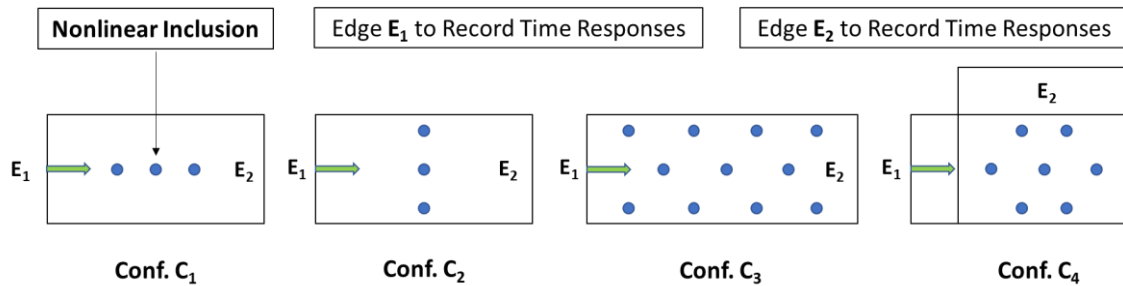 Nonlinear Inclusion
Edge E₁ to Record Time Responses
Edge E₂ to Record Time Responses
E₁
E₂
E₁
E₂
E₁
E₂
E₁
E₂
Conf. C₁
Conf. C₂
Conf. C₃
Conf. C₄